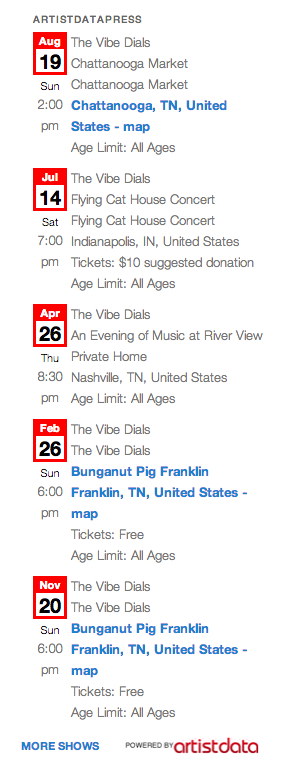 ARTISTDATAPRESS
Aug
19
Sun
2:00
pm
The Vibe Dials
Chattanooga Market
Chattanooga Market
Chattanooga, TN, United
States - map
Age Limit: All Ages
Jul
14
Sat
7:00
pm
The Vibe Dials
Flying Cat House Concert
Flying Cat House Concert
Indianapolis, IN, United States
Tickets: $10 suggested donation
Age Limit: All Ages
Apr
26
Thu
8:30
pm
The Vibe Dials
An Evening of Music at River View
Private Home
Nashville, TN, United States
Age Limit: All Ages
Feb
26
Sun
6:00
pm
The Vibe Dials
The Vibe Dials
Bunganut Pig Franklin
Franklin, TN, United States -
map
Tickets: Free
Age Limit: All Ages
Nov
20
Sun
6:00
pm
The Vibe Dials
The Vibe Dials
Bunganut Pig Franklin
Franklin, TN, United States -
map
Tickets: Free
Age Limit: All Ages
MORE SHOWS
POWERED BY artistdata